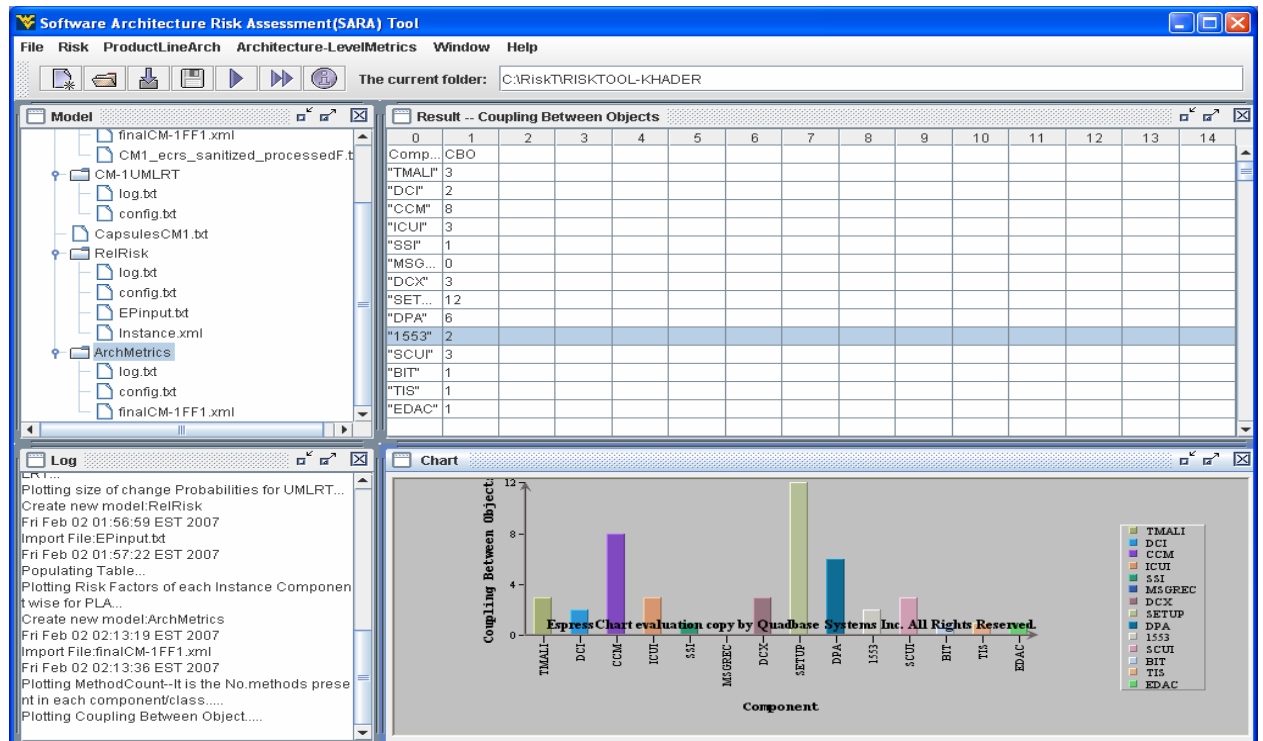 Software Architecture Risk Assessment(SARA) Tool
File Risk ProductLineArch Architecture-LevelMetrics Window Help
The current folder: C:\RiskT\RISKTOOL-KHADER
Model
finalCM-1FF1.xml
CM1_ecrs_sanitized_processedF.t
CM-1UMLRT
log.txt
config.txt
CapsulesCM1.txt
RelRisk
log.txt
config.txt
EPinput.txt
Instance.xml
ArchMetrics
log.txt
config.txt
finalCM-1FF1.xml
Result -- Coupling Between Objects
0 1 2 3 4 5 6 7 8 9 10 11 12 13 14
Comp... CBO
"TMALI" 3
"DCI" 2
"CCM" 8
"ICUI" 3
"SSI" 1
"MSG... 0
"DCX" 3
"SET... 12
"DPA" 6
"1553" 2
"SCUI" 3
"BIT" 1
"TIS" 1
"EDAC" 1
Log
LRT...
Plotting size of change Probabilities for UMLRT...
Create new model:RelRisk
Fri Feb 02 01:56:59 EST 2007
Import File:EPinput.txt
Fri Feb 02 01:57:22 EST 2007
Populating Table...
Plotting Risk Factors of each Instance Componen
t wise for PLA...
Create new model:ArchMetrics
Fri Feb 02 02:13:19 EST 2007
Import File:finalCM-1FF1.xml
Fri Feb 02 02:13:36 EST 2007
Plotting MethodCount--It is the No.methods prese
nt in each component/class.....
Plotting Coupling Between Object.....
Chart
Coupling Between Object
12
8
4
0
Espress Chart evaluation copy by Quadbase Systems Inc. All Rights Reserved.
TMALI
DCI
CCM
ICUI
SSI
MSGREC
DCX
SETUP
DPA
1553
SCUI
BIT
TIS
EDAC
Component
TMALI
DCI
CCM
ICUI
SSI
MSGREC
DCX
SETUP
DPA
1553
SCUI
BIT
TIS
EDAC